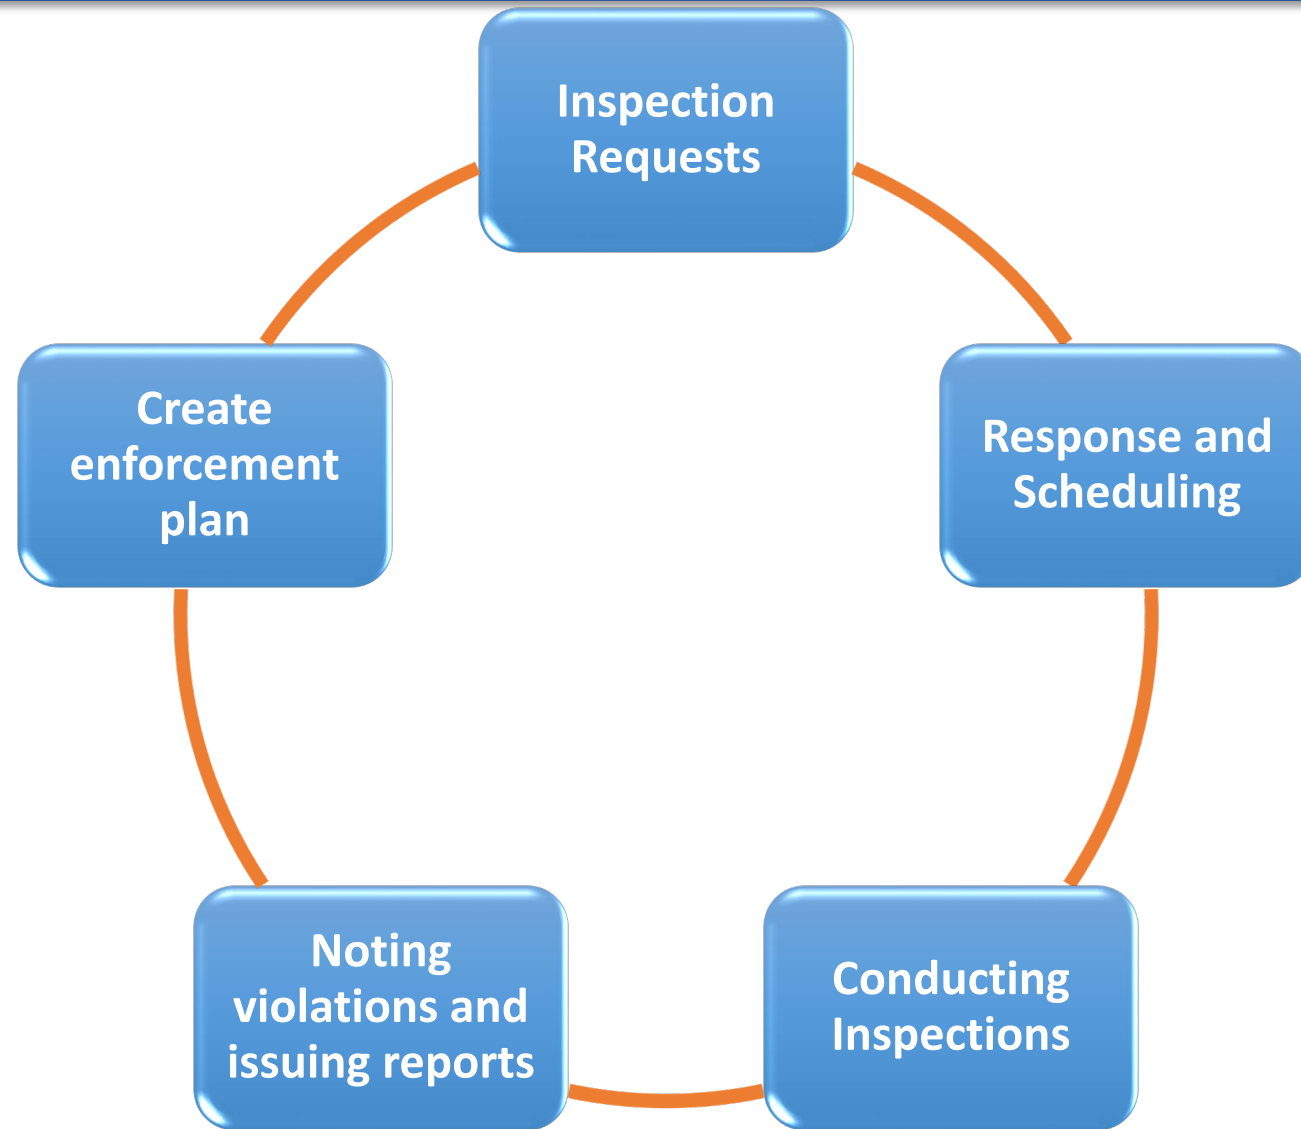 Inspection
Requests
Response and
Scheduling
Conducting
Inspections
Noting
violations and
issuing reports
Create
enforcement
plan